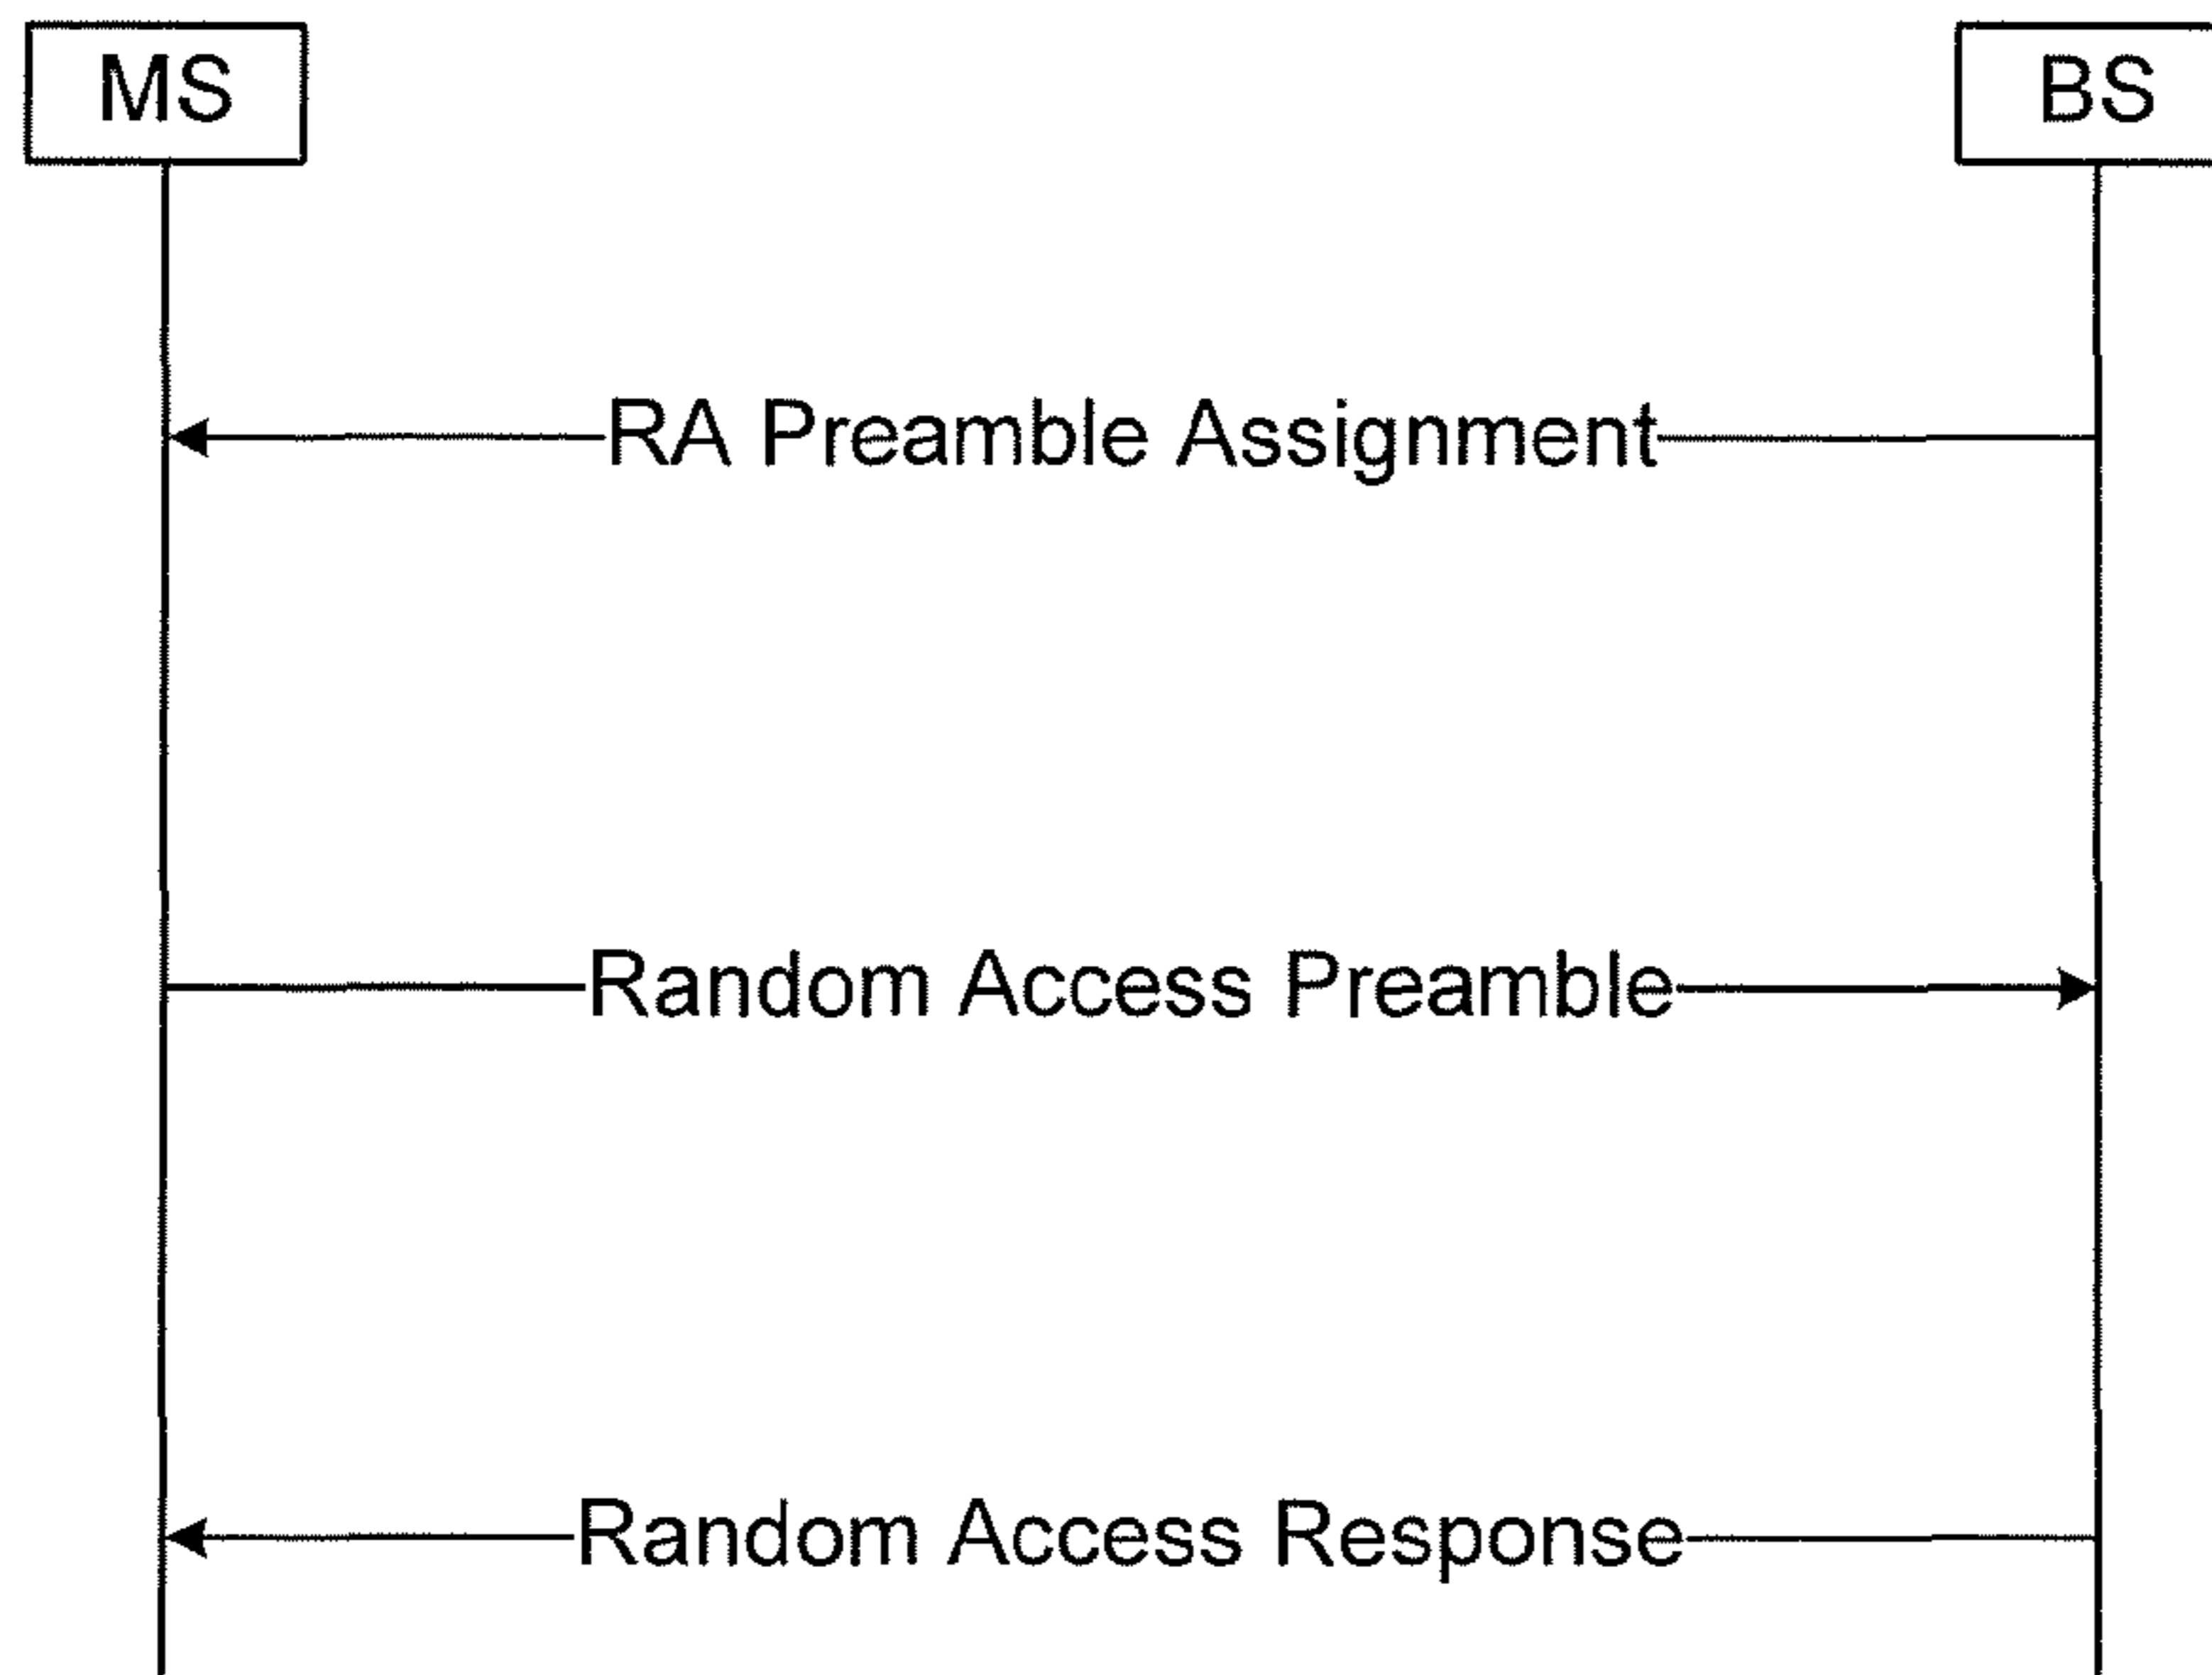 MS
BS
RA Preamble Assignment
Random Access Preamble
Random Access Response